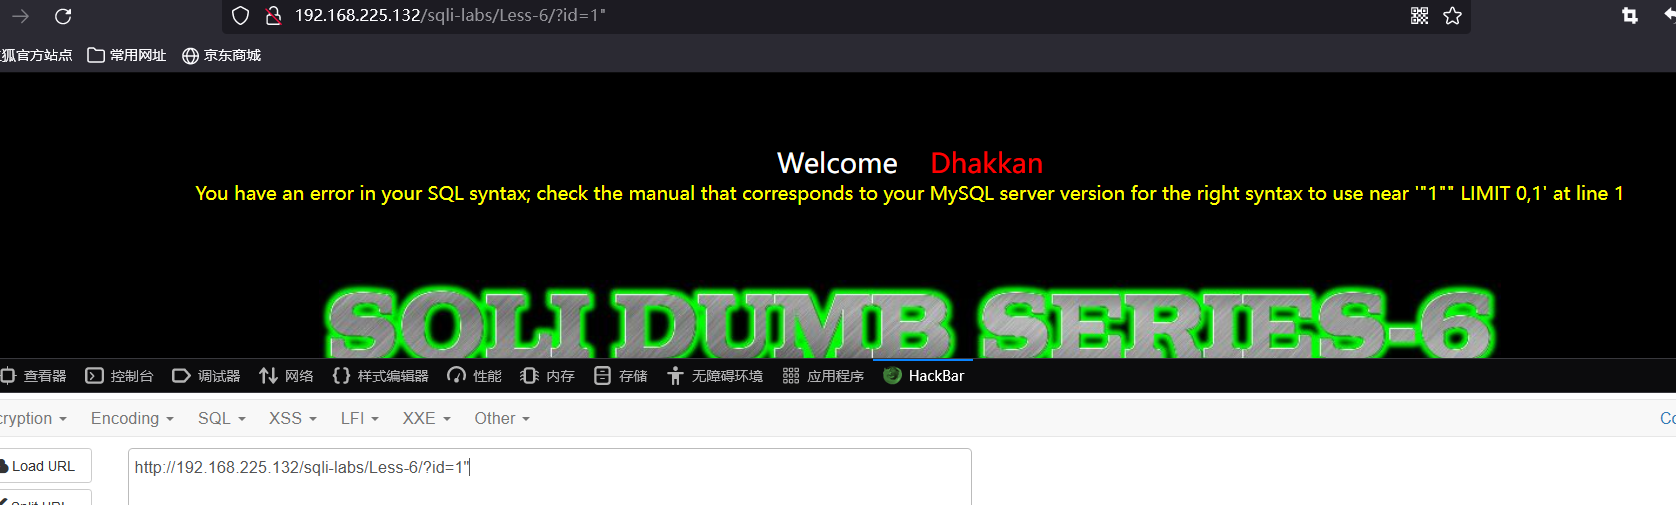 192.168.225.132/sqli-labs/Less-6/?id=1"
狐官方站点 常用网址 京东商城
Welcome Dhakkan
You have an error in your SQL syntax; check the manual that corresponds to your MySQL server version for the right syntax to use near '"1"" LIMIT 0,1' at line 1
SQLI DUMB SERIES-6
查看器 控制台 调试器 网络 样式编辑器 性能 内存 存储 无障碍环境 应用程序 HackBar
cryption Encoding SQL XSS LFI XXE Other Co
Load URL http://192.168.225.132/sqli-labs/Less-6/?id=1"